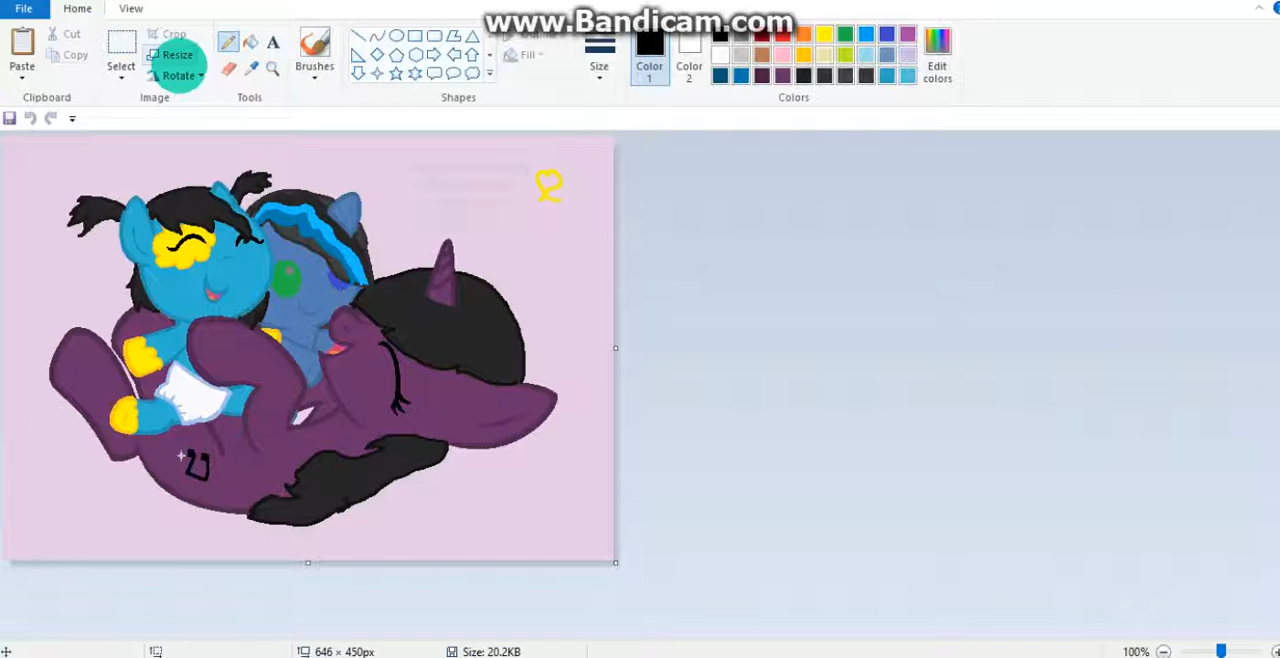 www.Bandicam.com
File Home View
Cut
Copy
Paste
Clipboard
Crop
Resize
Rotate
Select
Image
Tools
Brushes
Shapes
Fill
Size
Color 1
Color 2
Edit colors
Colors
646 × 450px
Size: 20.2KB
100%